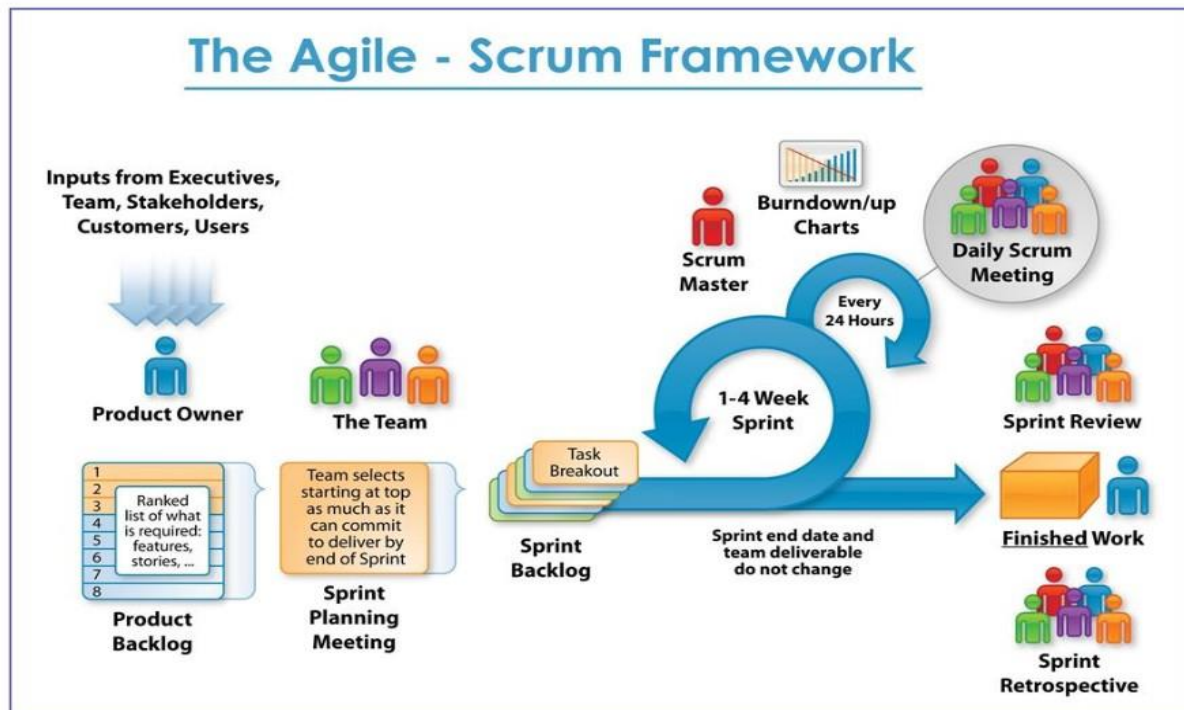 The Agile - Scrum Framework
Inputs from Executives,
Team, Stakeholders,
Customers, Users
Product Owner
The Team
1
2
3
4
5
6
7
8
Ranked
list of what
is required:
features,
stories, ...
Product
Backlog
Team selects
starting at top
as much as it
can commit
to deliver by
end of Sprint
Sprint
Planning
Meeting
Task
Breakout
Sprint
Backlog
Scrum
Master
Burndown/up
Charts
Every
24 Hours
Daily Scrum
Meeting
1-4 Week
Sprint
Sprint end date and
team deliverable
do not change
Sprint Review
Finished Work
Sprint
Retrospective